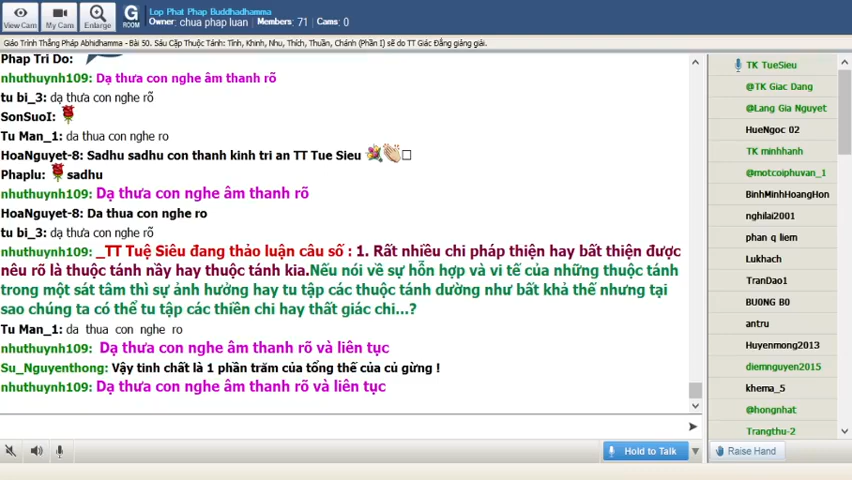 Lop Phat Phap Buddhadhamma
Owner: chua phap luan Members: 71 Cams: 0
View Cam
My Cam
Enlarge
G
ROOM
Giáo Trình Thắng Pháp Abhidhamma - Bài 50. Sáu Cặp Thuộc Tánh: Tịnh, Khinh, Nhu, Thích, Thuần, Chánh (Phần I) sẽ do TT Giác Đẳng giảng giải.
Phap Tri Do:
nhuthuynh109: Dạ thưa con nghe âm thanh rõ
tu bi_3: dạ thưa con nghe rõ
SonSuoI:
Tu Man_1: da thua con nghe ro
HoaNguyet-8: Sadhu sadhu con thanh kinh tri an TT Tue Sieu
Phaplu: sadhu
nhuthuynh109: Dạ thưa con nghe âm thanh rõ
HoaNguyet-8: Da thua con nghe ro
tu bi_3: dạ thưa con nghe rõ
nhuthuynh109: _TT Tuệ Siêu đang thảo luận câu số : 1. Rất nhiều chi pháp thiện hay bất thiện được
nêu rõ là thuộc tánh nầy hay thuộc tánh kia.Nếu nói về sự hỗn hợp và vi tế của những thuộc tánh
trong một sát tâm thì sự ảnh hưởng hay tu tập các thuộc tánh dường như bất khả thế nhưng tại
sao chúng ta có thể tu tập các thiền chi hay thất giác chi...?
Tu Man_1: da thua con nghe ro
nhuthuynh109: Dạ thưa con nghe âm thanh rõ và liên tục
Su_Nguyenthong: Vậy tinh chất là 1 phần trăm của tổng thể của củ gừng !
nhuthuynh109: Dạ thưa con nghe âm thanh rõ và liên tục
Hold to Talk
Raise Hand
TK TueSieu
@TK Giac Dang
@Lang Gia Nguyet
HueNgoc 02
TK minhhanh
@motcoiphuvan_1
BinhMinhHoangHon
nghilai2001
phan q liem
Lukhach
TranDao1
BU0NG B0
antru
Huyenmong2013
diemnguyen2015
khema_5
@hongnhat
Trangthu-2